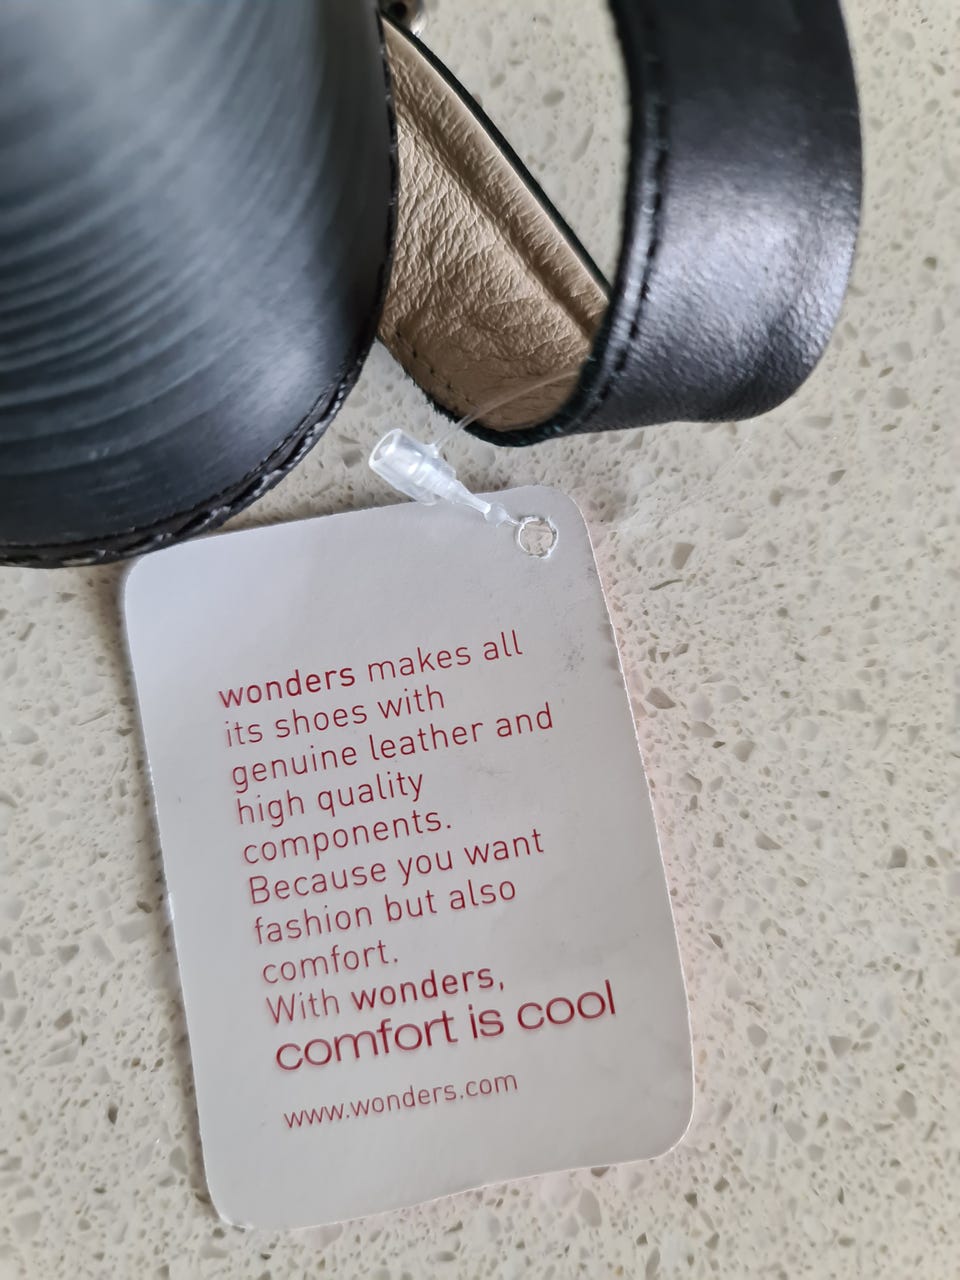 wonders makes all
its shoes with
genuine leather and
high quality
components.
Because you want
fashion but also
comfort.
With wonders,
comfort is cool
www.wonders.com